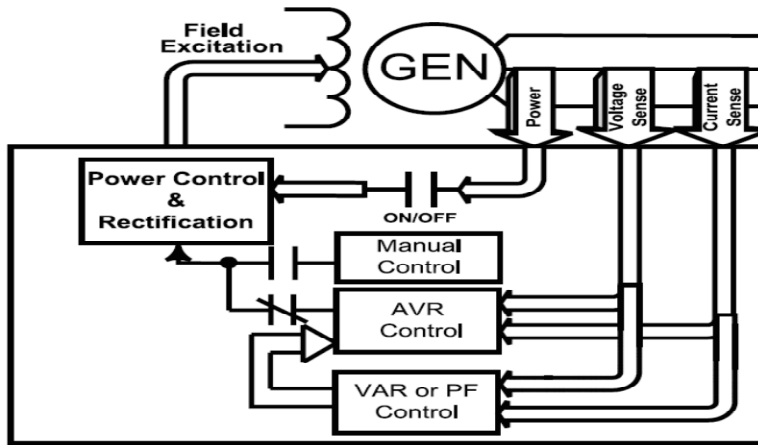 Field
Excitation
GEN
Power
Voltage
Sense
Current
Sense
Power Control
&
Rectification
ON/OFF
Manual
Control
AVR
Control
VAR or PF
Control